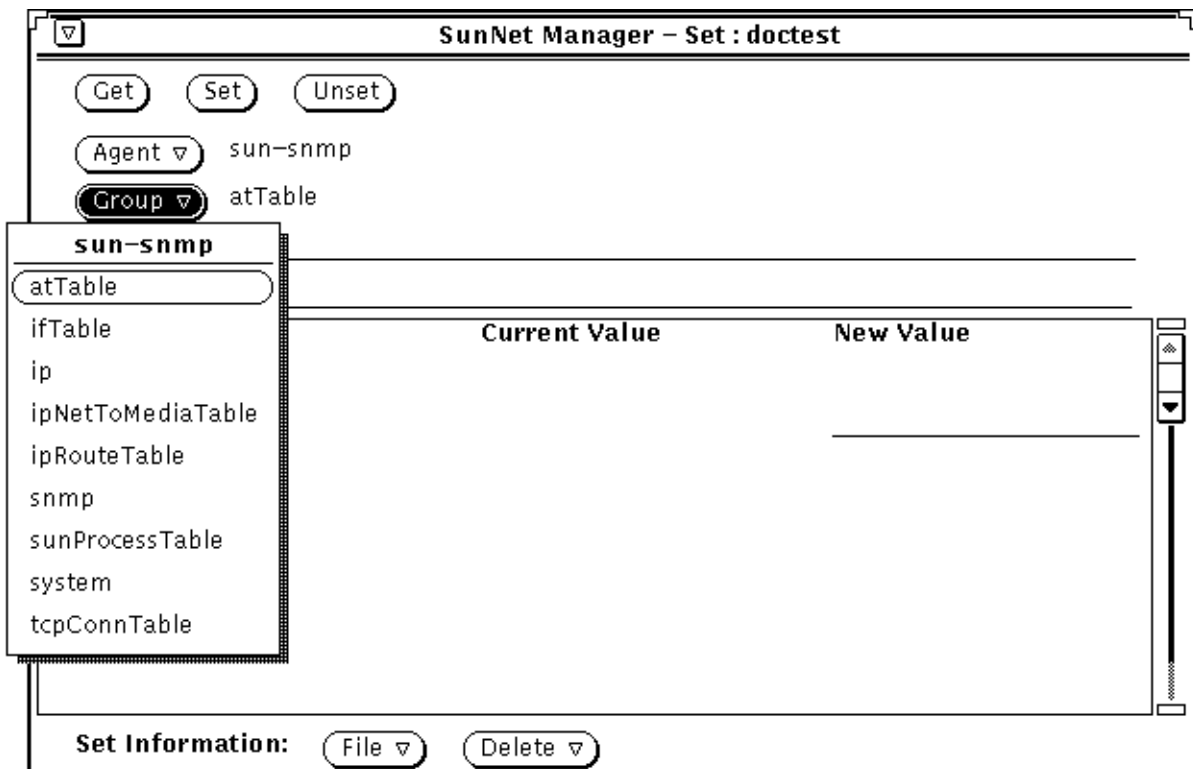 SunNet Manager – Set : doctest
Get Set Unset
Agent sun–snmp
Group atTable
sun–snmp
atTable
ifTable
Current Value New Value
ip
ipNetToMediaTable
ipRouteTable
snmp
sunProcessTable
system
tcpConnTable
Set Information: File Delete